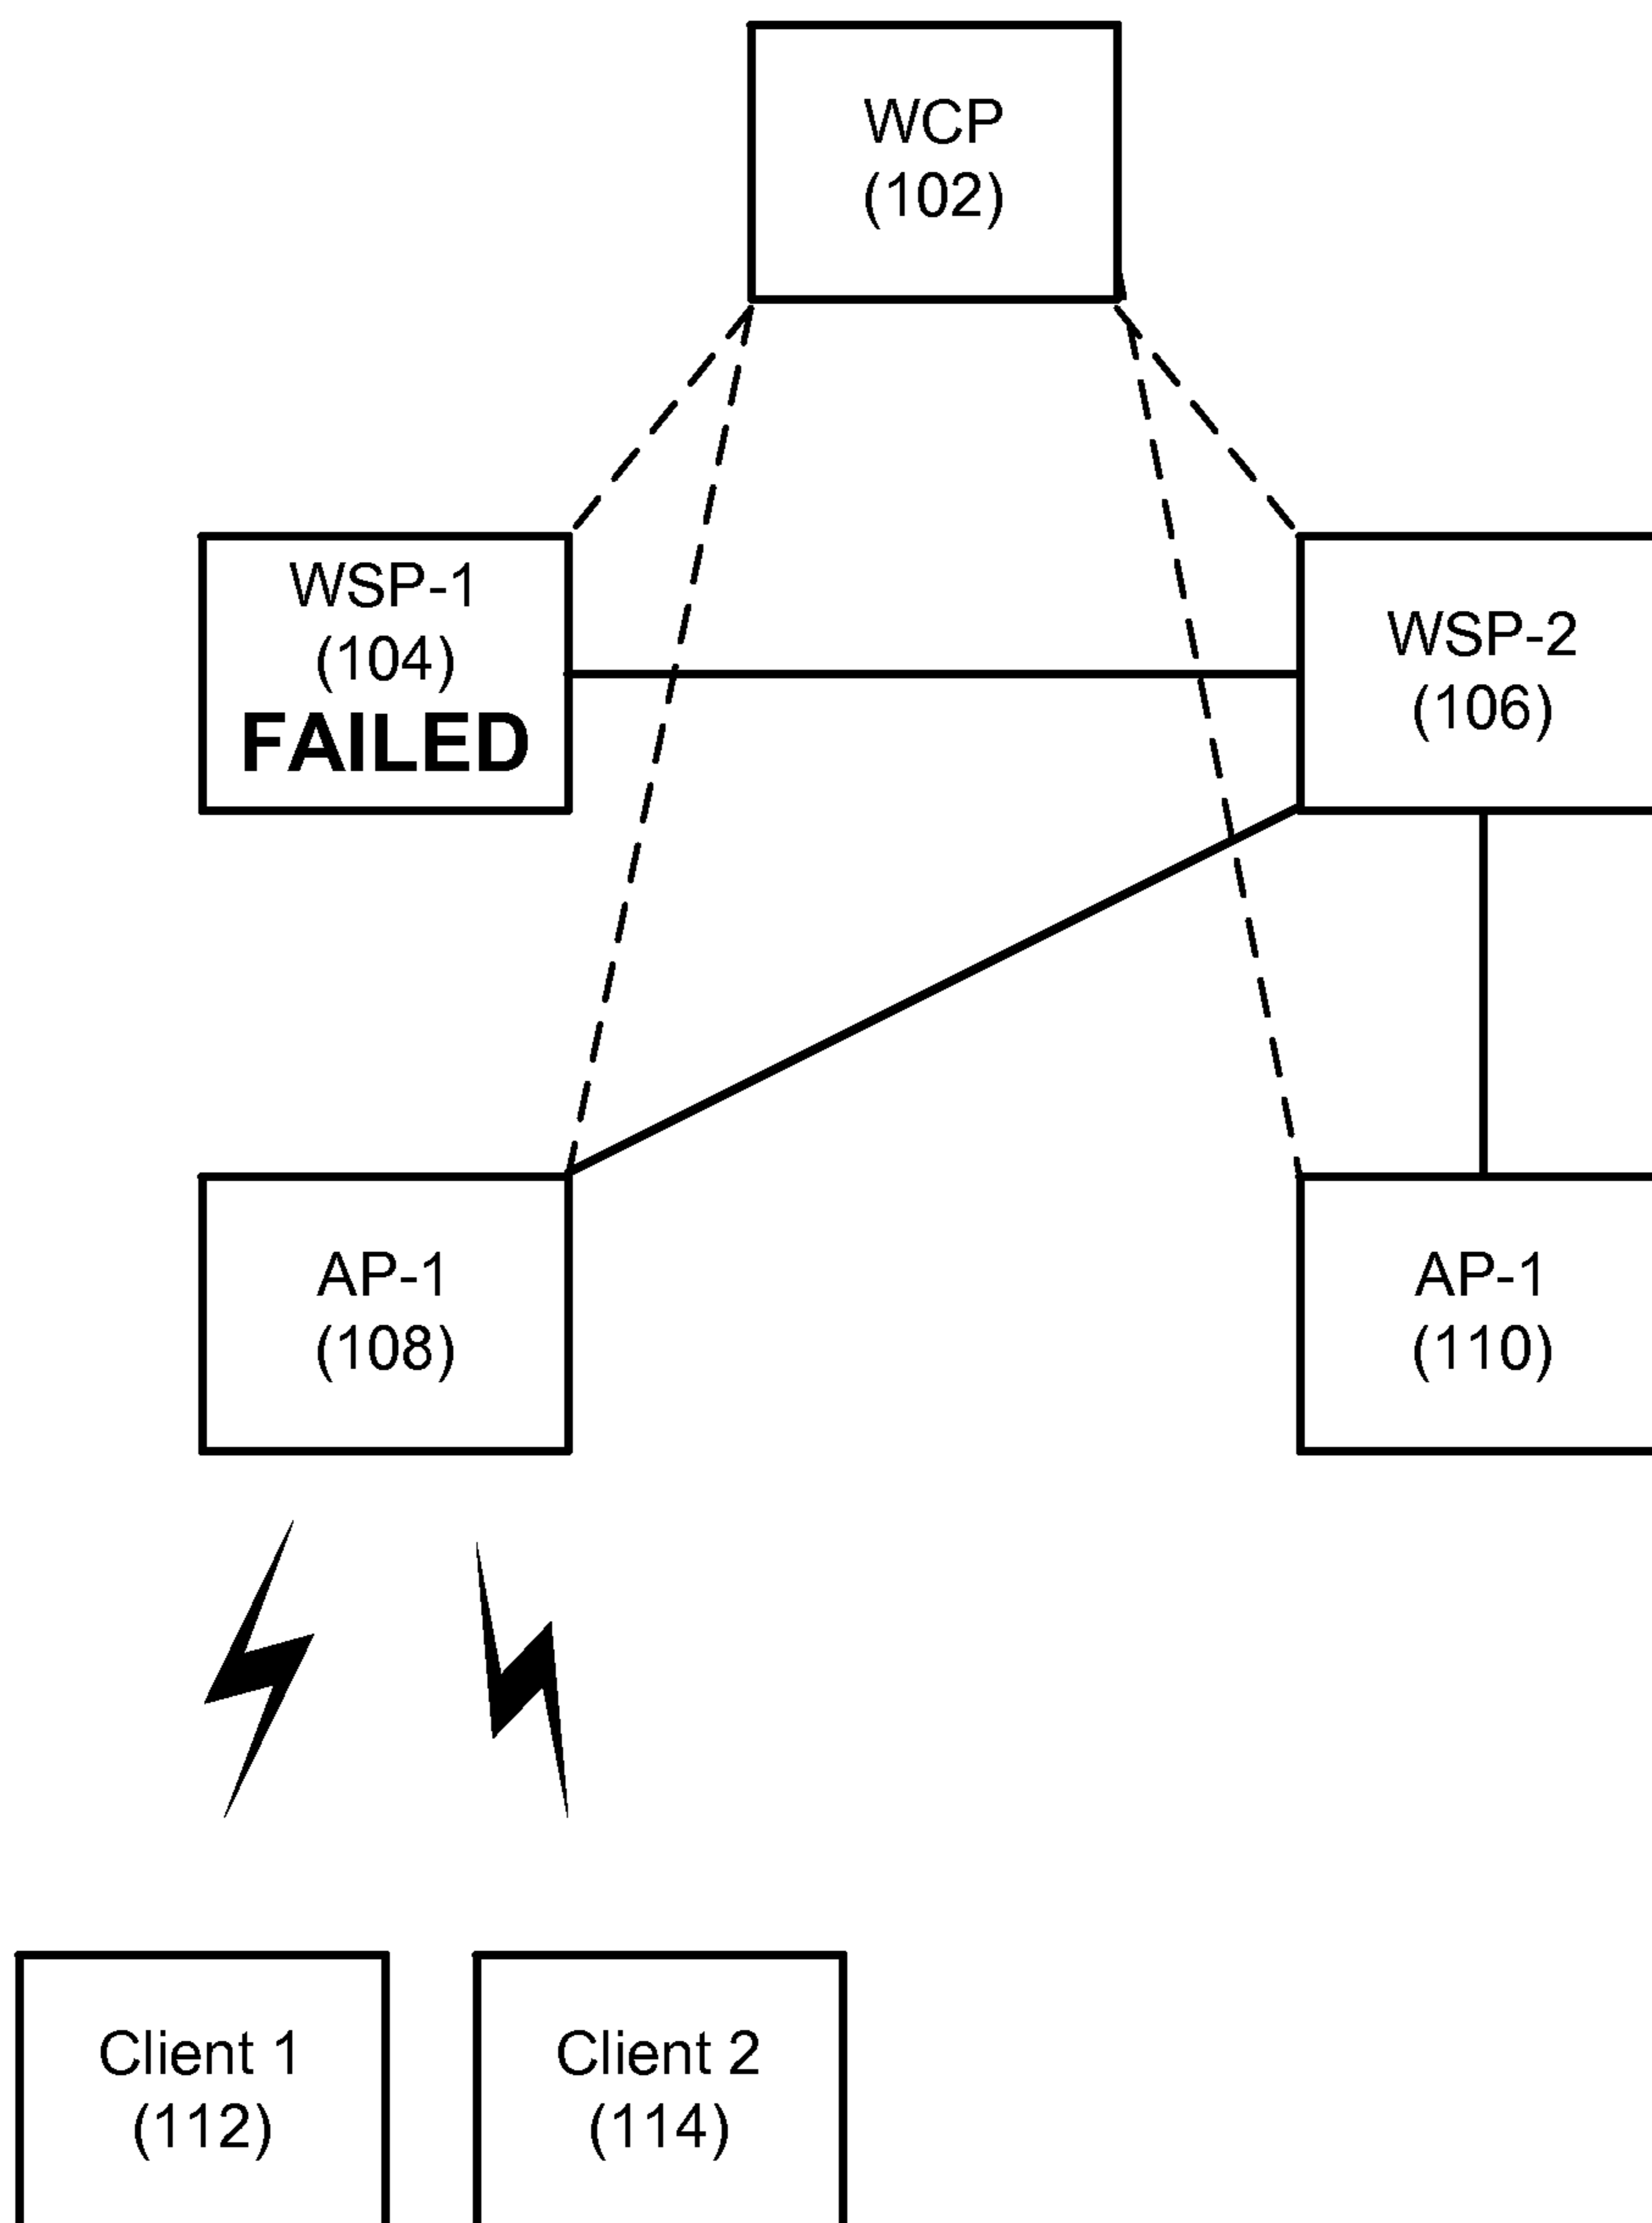 WCP
(102)
WSP-1
(104)
FAILED
WSP-2
(106)
AP-1
(108)
AP-1
(110)
Client 1
(112)
Client 2
(114)